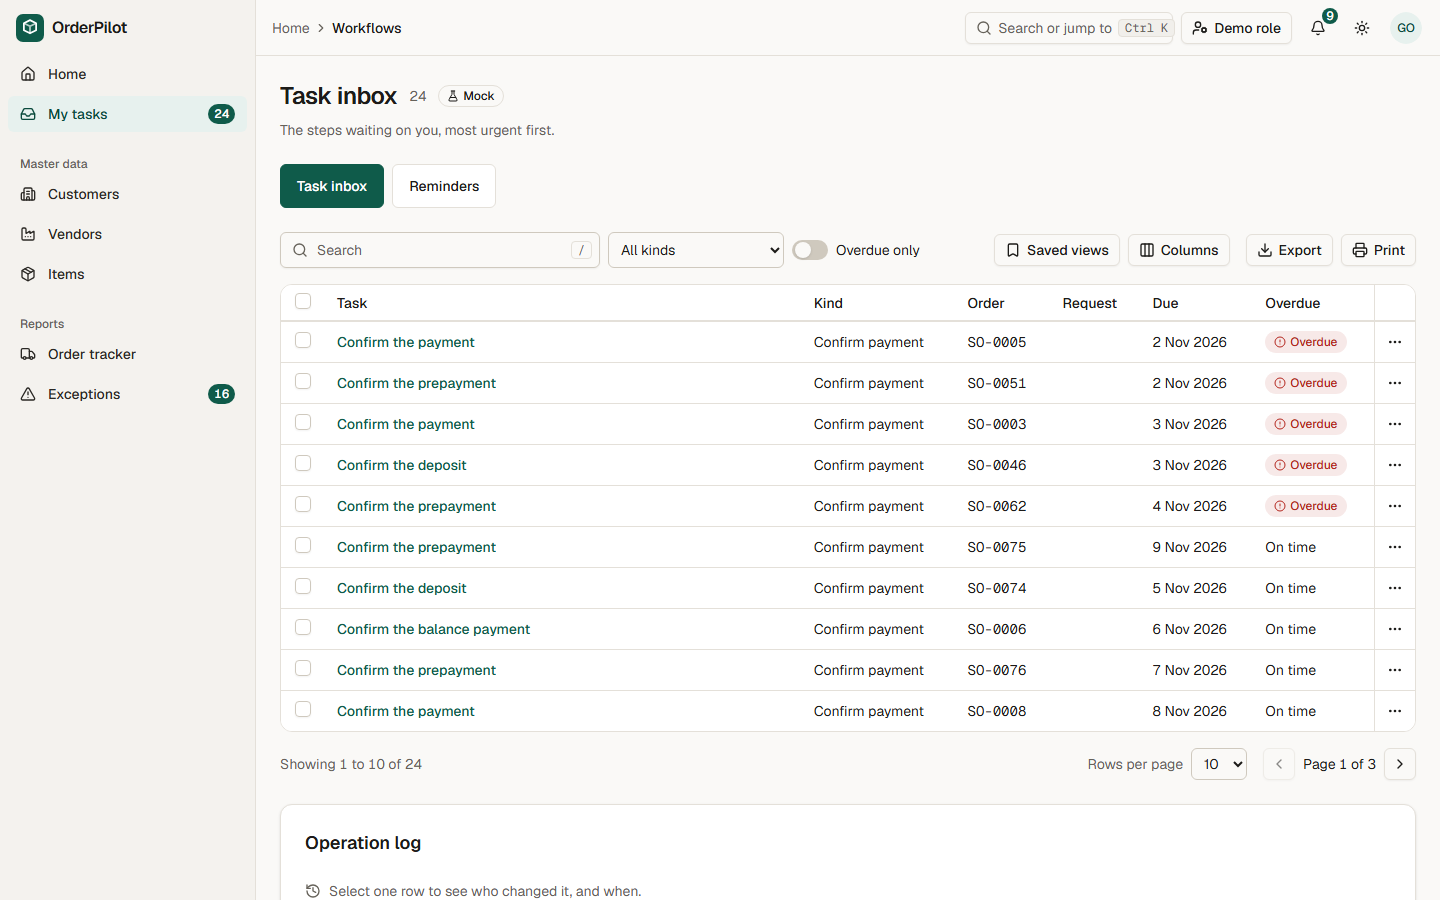 OrderPilot
Home
My tasks 24
Master data
Customers
Vendors
Items
Reports
Order tracker
Exceptions 16
Home > Workflows
Search or jump to Ctrl K
Demo role
9
GO
Task inbox 24 Mock
The steps waiting on you, most urgent first.
Task inbox Reminders
Search /
All kinds
Overdue only
Saved views Columns Export Print
Task Kind Order Request Due Overdue
Confirm the payment Confirm payment SO-0005 2 Nov 2026 Overdue
Confirm the prepayment Confirm payment SO-0051 2 Nov 2026 Overdue
Confirm the payment Confirm payment SO-0003 3 Nov 2026 Overdue
Confirm the deposit Confirm payment SO-0046 3 Nov 2026 Overdue
Confirm the prepayment Confirm payment SO-0062 4 Nov 2026 Overdue
Confirm the prepayment Confirm payment SO-0075 9 Nov 2026 On time
Confirm the deposit Confirm payment SO-0074 5 Nov 2026 On time
Confirm the balance payment Confirm payment SO-0006 6 Nov 2026 On time
Confirm the prepayment Confirm payment SO-0076 7 Nov 2026 On time
Confirm the payment Confirm payment SO-0008 8 Nov 2026 On time
Showing 1 to 10 of 24
Rows per page 10
Page 1 of 3
Operation log
Select one row to see who changed it, and when.